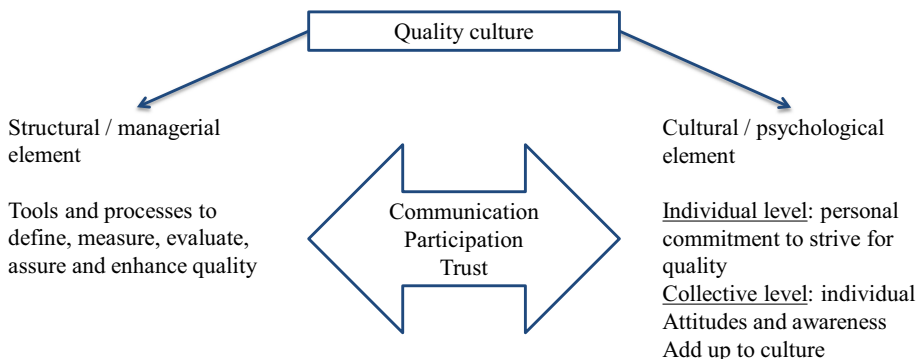 Quality culture
Structural / managerial
element
Tools and processes to
define, measure, evaluate,
assure and enhance quality
Communication
Participation
Trust
Cultural / psychological
element
Individual level: personal
commitment to strive for
quality
Collective level: individual
Attitudes and awareness
Add up to culture